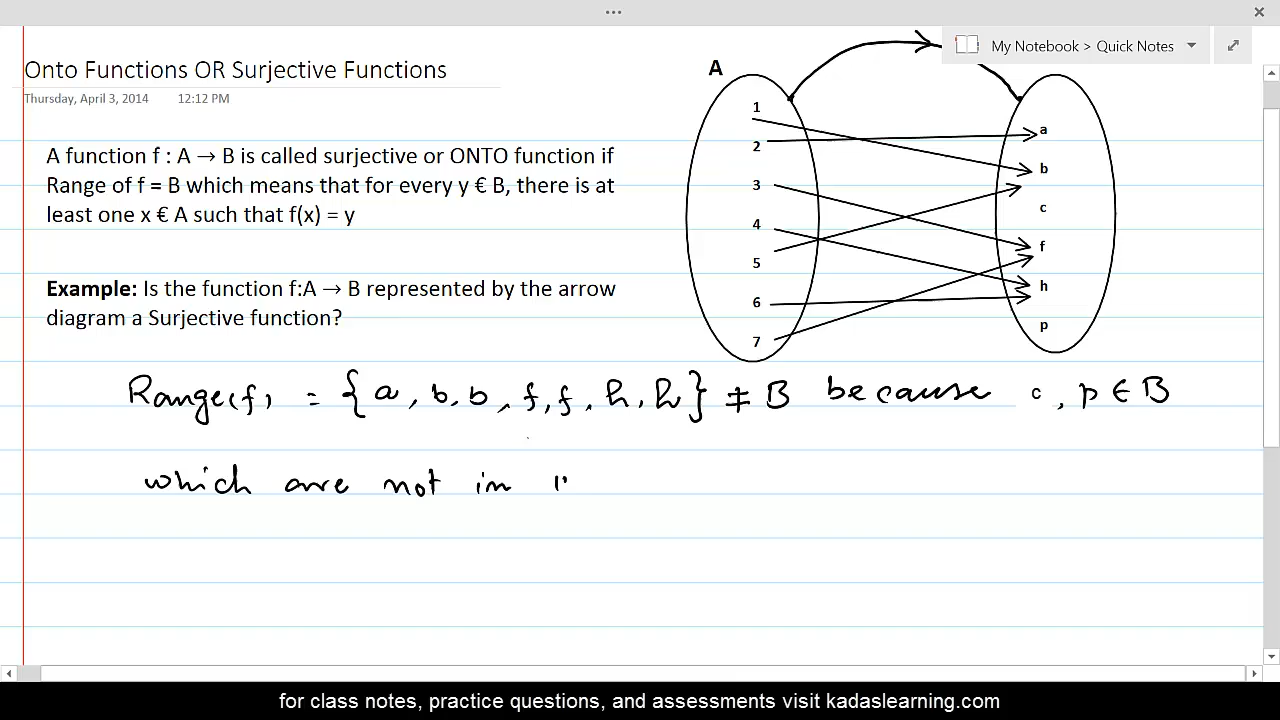 My Notebook > Quick Notes
Onto Functions OR Surjective Functions
Thursday, April 3, 2014 12:12 PM
A function f : A → B is called surjective or ONTO function if
Range of f = B which means that for every y € B, there is at
least one x € A such that f(x) = y
Example: Is the function f:A → B represented by the arrow
diagram a Surjective function?
A
1
2
3
4
5
6
7
a
b
c
f
h
p
Range(f) = {a, b, b, f, f, h, h} ≠ B because c, p ∈ B
which are not in
for class notes, practice questions, and assessments visit kadaslearning.com